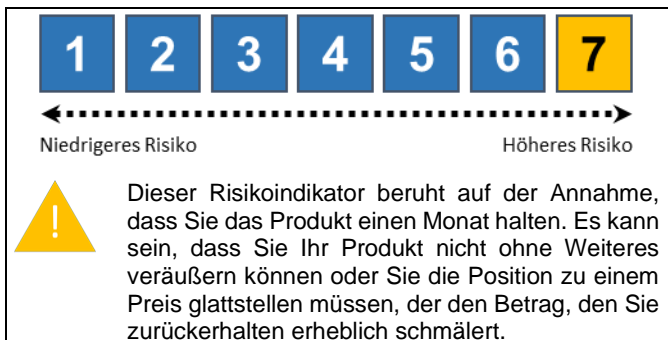 1 2 3 4 5 6 7
Niedrigeres Risiko Höheres Risiko
!
Dieser Risikoindikator beruht auf der Annahme,
dass Sie das Produkt einen Monat halten. Es kann
sein, dass Sie Ihr Produkt nicht ohne Weiteres
veräußern können oder Sie die Position zu einem
Preis glattstellen müssen, der den Betrag, den Sie
zurückerhalten erheblich schmälert.